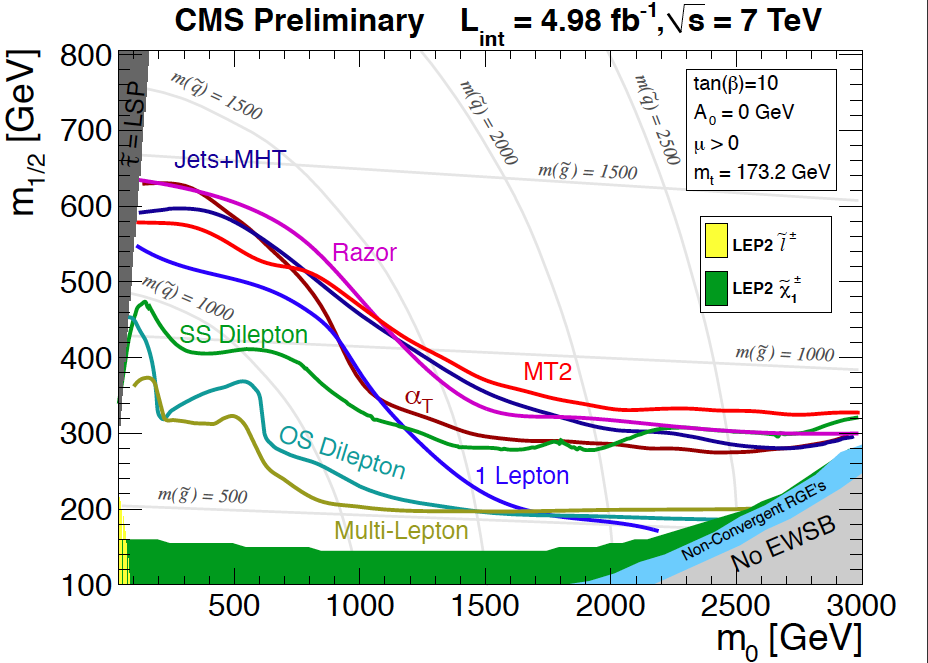 CMS Preliminary L_int = 4.98 fb⁻¹, √s = 7 TeV
m_1/2 [GeV]
800
700
600
500
400
300
200
100
τ̃ = LSP
m(q̃) = 1500
m(q̃) = 2000
m(q̃) = 2500
tan(β)=10
A₀ = 0 GeV
μ > 0
m_t = 173.2 GeV
Jets+MHT
m(g̃) = 1500
LEP2 l̃ ±
LEP2 χ̃₁ ±
Razor
m(q̃) = 1000
SS Dilepton
m(g̃) = 1000
MT2
α_T
OS Dilepton
1 Lepton
m(g̃) = 500
Multi-Lepton
Non-Convergent RGE's
No EWSB
500 1000 1500 2000 2500 3000
m₀ [GeV]